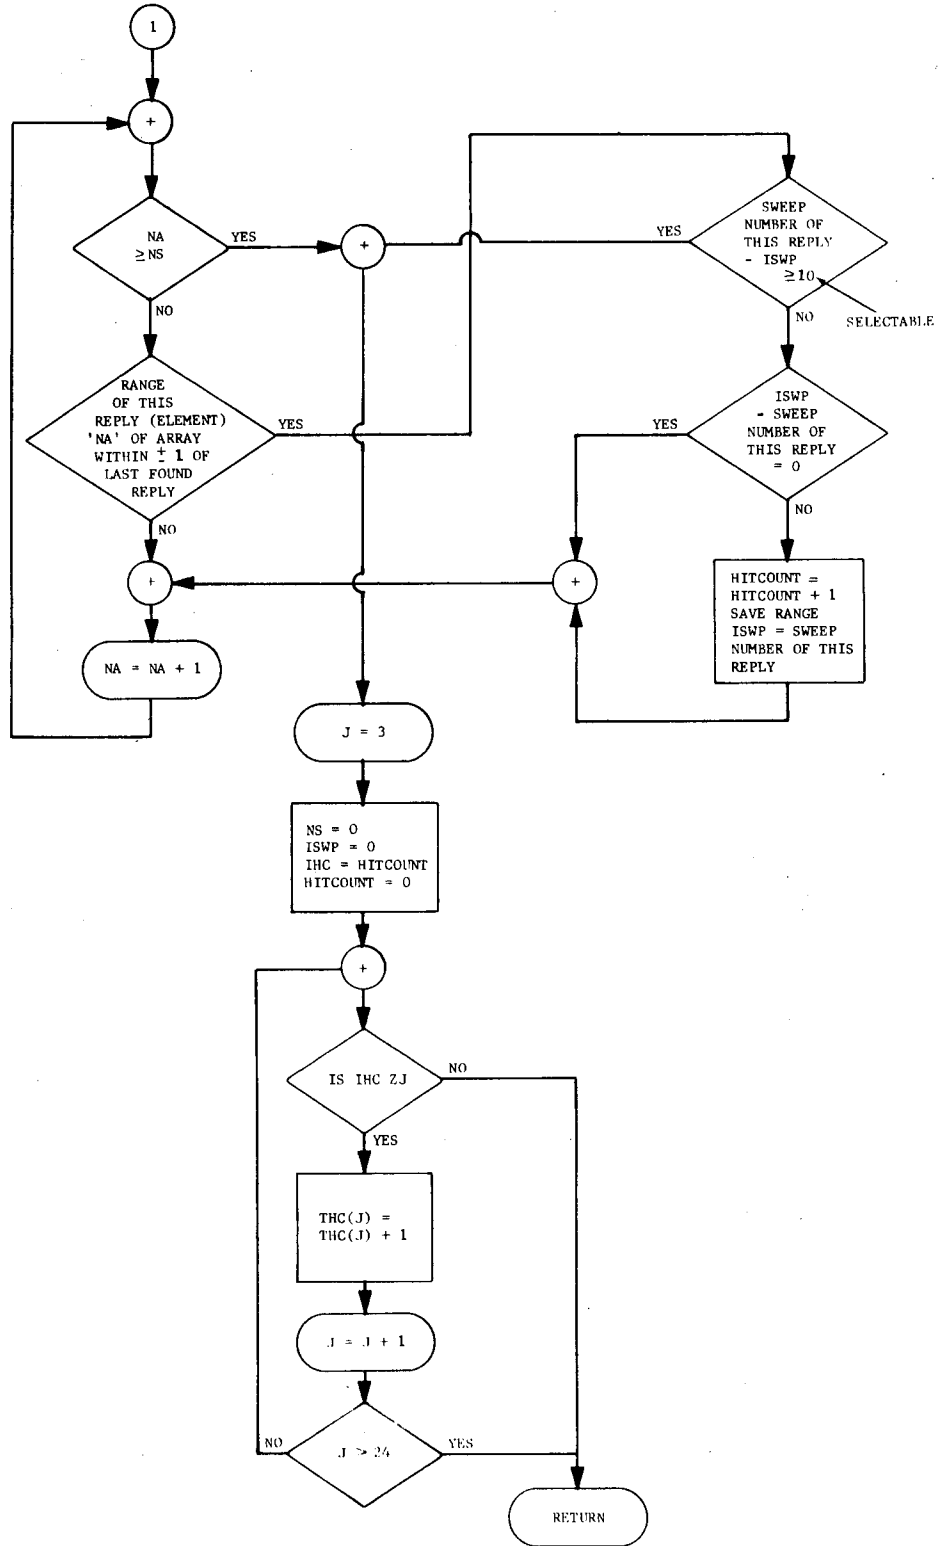 1
+
NA
≥NS
YES
NO
+
SWEEP
NUMBER OF
THIS REPLY
- ISWP
≥10
YES
NO
SELECTABLE
RANGE
OF THIS
REPLY (ELEMENT)
'NA' OF ARRAY
WITHIN ± 1 OF
LAST FOUND
REPLY
YES
NO
ISWP
- SWEEP
NUMBER OF
THIS REPLY
= 0
YES
NO
+
+
HITCOUNT =
HITCOUNT + 1
SAVE RANGE
ISWP = SWEEP
NUMBER OF THIS
REPLY
NA = NA + 1
J = 3
NS = 0
ISWP = 0
IHC = HITCOUNT
HITCOUNT = 0
+
IS IHC ZJ
NO
YES
THC(J) =
THC(J) + 1
J = J + 1
J > 24
NO
YES
RETURN